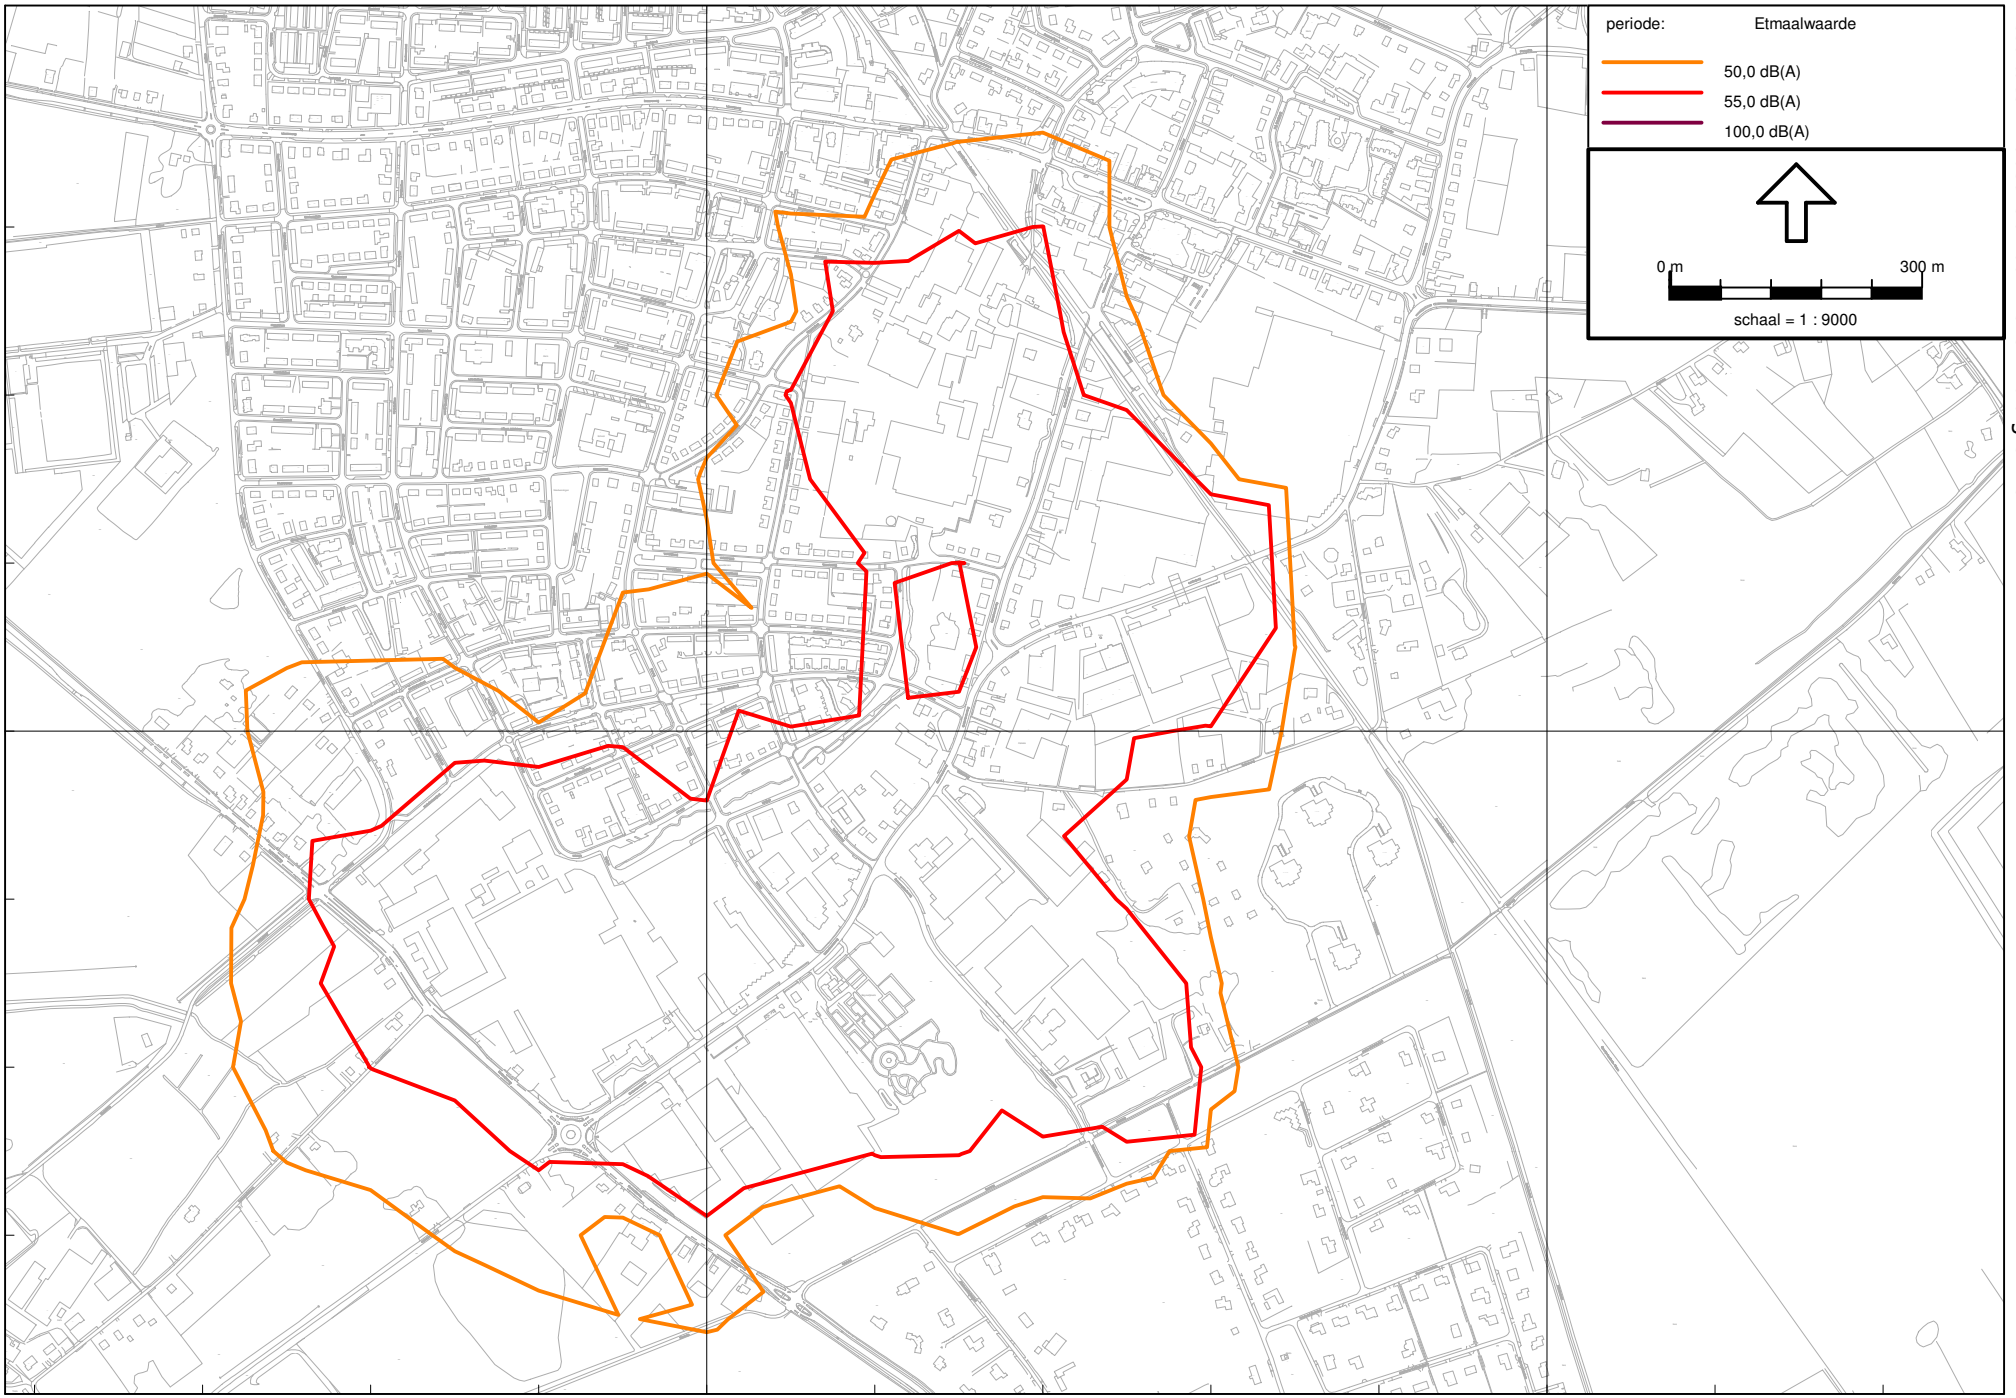 periode: Etmaalwaarde
50,0 dB(A)
55,0 dB(A)
100,0 dB(A)
0 m 300 m
schaal = 1 : 9000